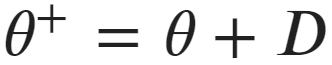 θ⁺ = θ + D